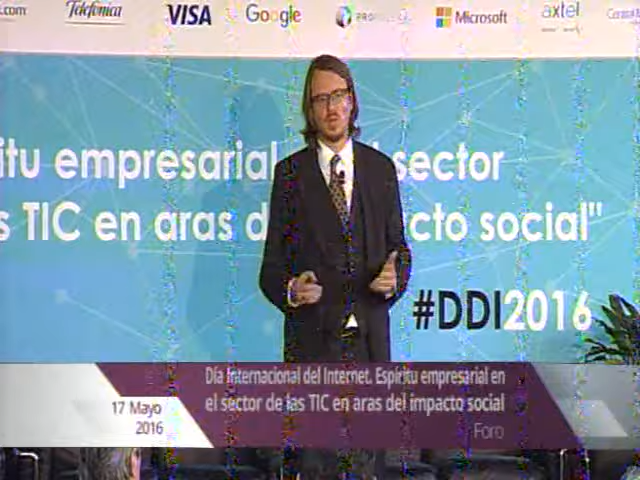 .com
Telefónica
VISA
Google
Microsoft
axtel
itu empresarial sector
s TIC en aras d cto social"
#DDI2016
Día Internacional del Internet. Espíritu empresarial en
17 Mayo
2016
el sector de las TIC en aras del impacto social
Foro